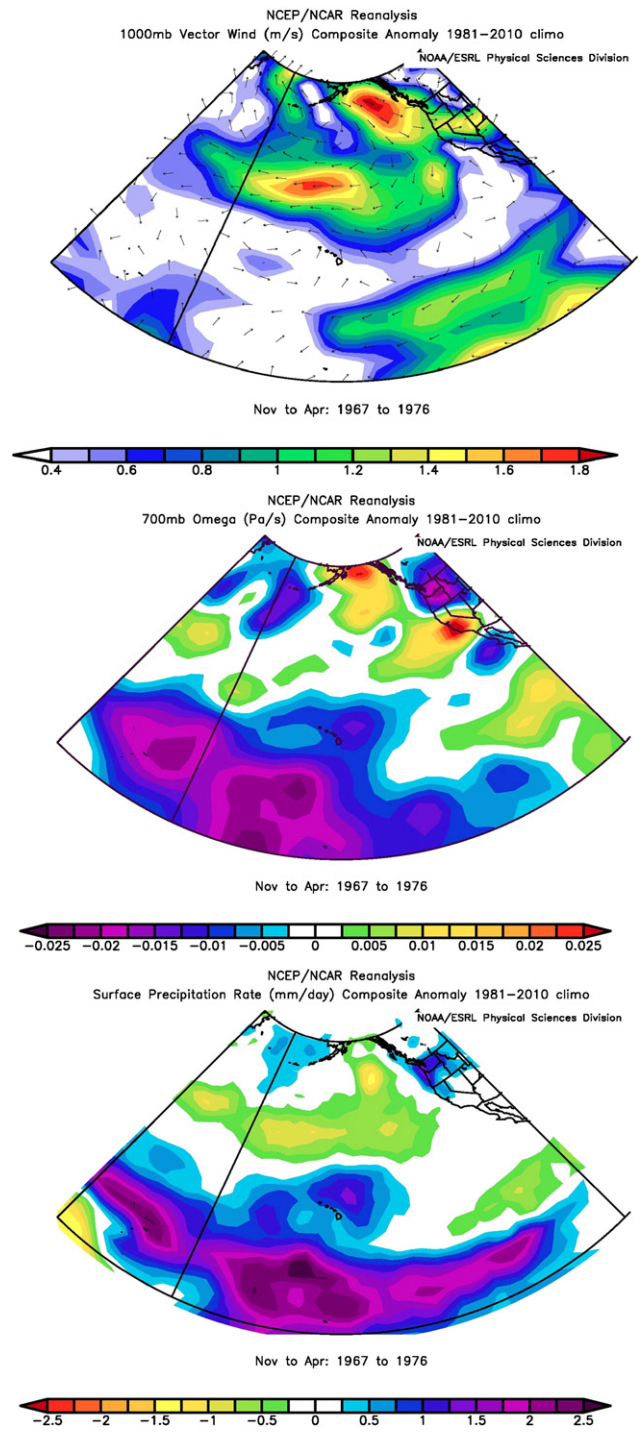 NCEP/NCAR Reanalysis
1000mb Vector Wind (m/s) Composite Anomaly 1981-2010 climo
NOAA/ESRL Physical Sciences Division
Nov to Apr: 1967 to 1976
0.4 0.6 0.8 1 1.2 1.4 1.6 1.8
NCEP/NCAR Reanalysis
700mb Omega (Pa/s) Composite Anomaly 1981-2010 climo
NOAA/ESRL Physical Sciences Division
Nov to Apr: 1967 to 1976
-0.025 -0.02 -0.015 -0.01 -0.005 0 0.005 0.01 0.015 0.02 0.025
NCEP/NCAR Reanalysis
Surface Precipitation Rate (mm/day) Composite Anomaly 1981-2010 climo
NOAA/ESRL Physical Sciences Division
Nov to Apr: 1967 to 1976
-2.5 -2 -1.5 -1 -0.5 0 0.5 1 1.5 2 2.5